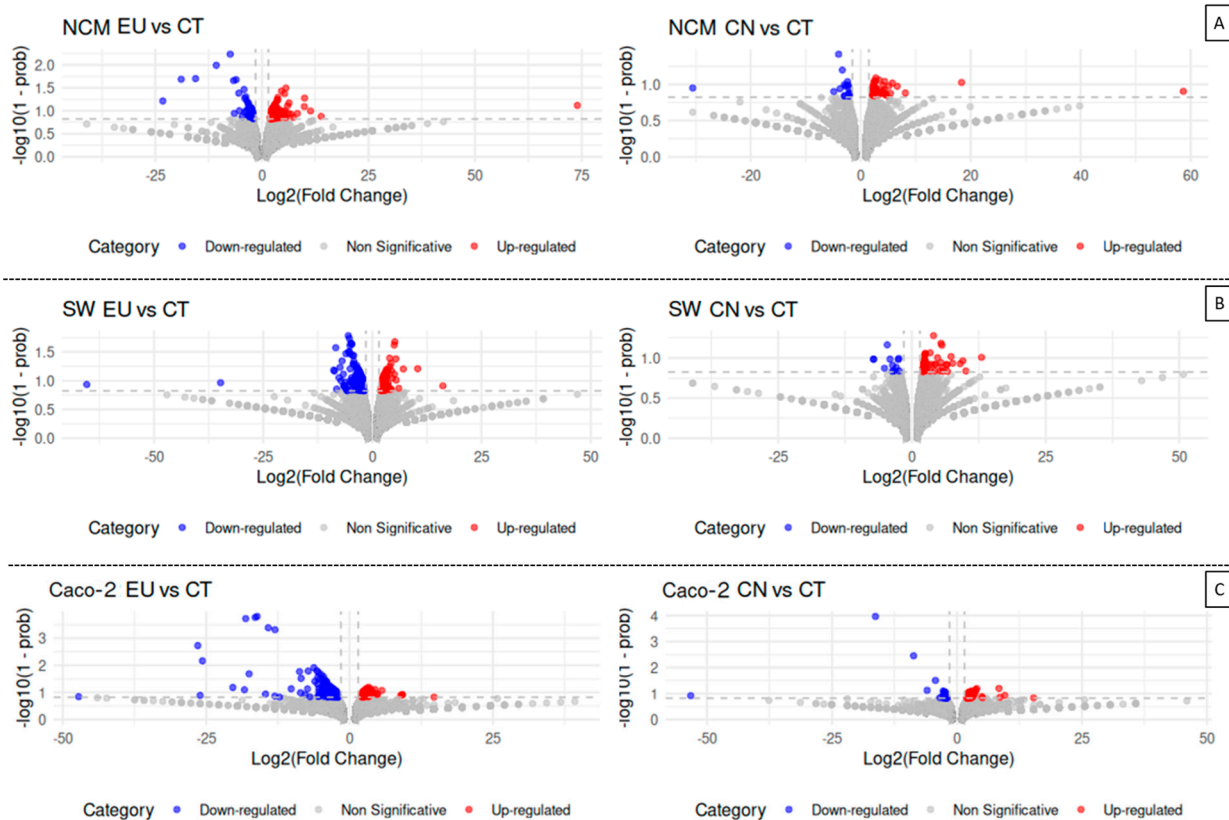 NCM EU vs CT
NCM CN vs CT
A
-log10(1 - prob)
2.0
1.5
1.0
0.5
0.0
-25
0
25
50
75
Log2(Fold Change)
-log10(1 - prob)
1.0
0.5
0.0
-20
0
20
40
60
Log2(Fold Change)
Category Down-regulated Non Significative Up-regulated
Category Down-regulated Non Significative Up-regulated
SW EU vs CT
SW CN vs CT
B
-log10(1 - prob)
1.5
1.0
0.5
0.0
-50
-25
0
25
50
Log2(Fold Change)
-log10(1 - prob)
1.0
0.5
0.0
-25
0
25
50
Log2(Fold Change)
Category Down-regulated Non Significative Up-regulated
Category Down-regulated Non Significative Up-regulated
Caco-2 EU vs CT
Caco-2 CN vs CT
C
-log10(1 - prob)
3
2
1
0
-50
-25
0
25
Log2(Fold Change)
-log10(1 - prob)
4
3
2
1
0
-50
-25
0
25
50
Log2(Fold Change)
Category Down-regulated Non Significative Up-regulated
Category Down-regulated Non Significative Up-regulated